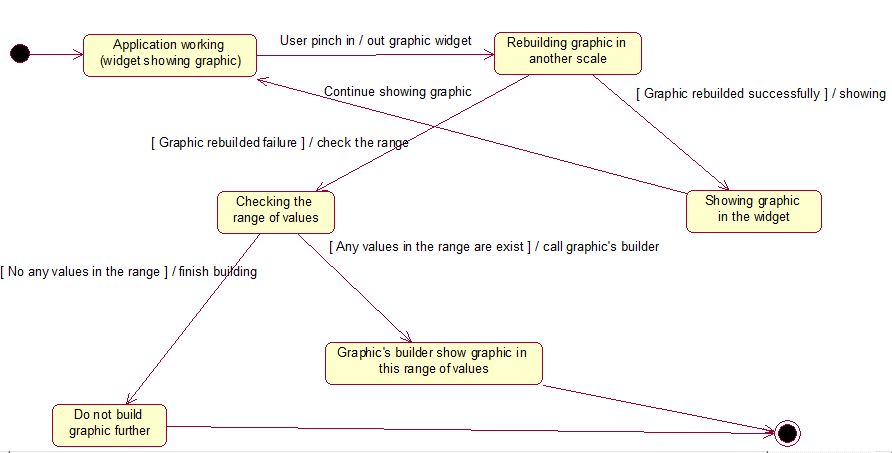 Application working
(widget showing graphic)
User pinch in / out graphic widget
Rebuilding graphic in
another scale
Continue showing graphic
[ Graphic rebuilded successfully ] / showing
[ Graphic rebuilded failure ] / check the range
Checking the
range of values
Showing graphic
in the widget
[ Any values in the range are exist ] / call graphic's builder
[ No any values in the range ] / finish building
Graphic's builder show graphic in
this range of values
Do not build
graphic further